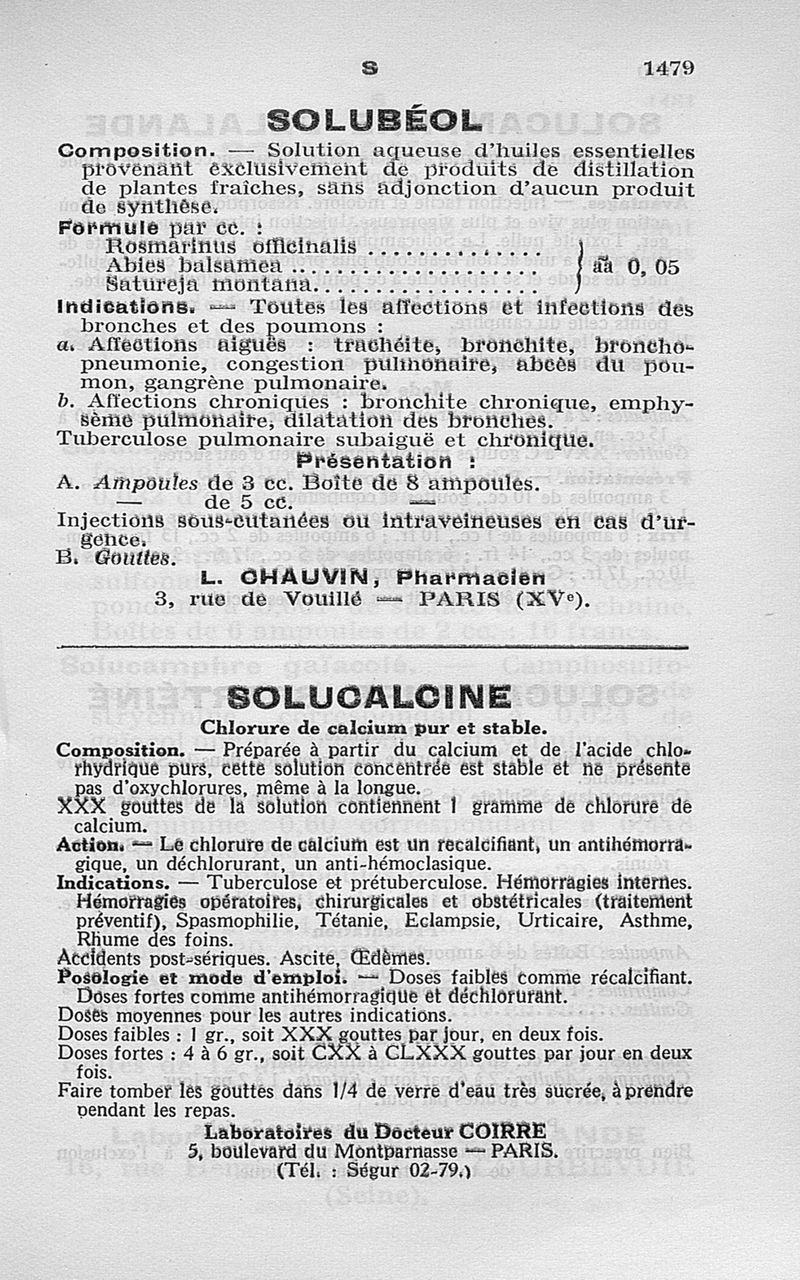 S 1479
SOLUBÉOL
Composition. — Solution aqueuse d'huiles essentielles
provenant exclusivement de produits de distillation
de plantes fraîches, sans adjonction d'aucun produit
de synthèse.
Formule par cc. :
Rosmarinus officinalis ..................
Abies balsamea ........................ } ãã 0, 05
Satureja montana........................
Indications. — Toutes les affections et infections des
bronches et des poumons :
a. Affections aiguës : trachéite, bronchite, broncho-
pneumonie, congestion pulmonaire, abcès du pou-
mon, gangrène pulmonaire.
b. Affections chroniques : bronchite chronique, emphy-
sème pulmonaire, dilatation des bronches.
Tuberculose pulmonaire subaiguë et chronique.
Présentation :
A. Ampoules de 3 cc. Boîte de 8 ampoules.
— de 5 cc. —
Injections sous-cutanées ou intraveineuses en cas d'ur-
gence.
B. Gouttes.
L. CHAUVIN, Pharmacien
3, rue de Vouillé — PARIS (XVe).
SOLUCALCINE
Chlorure de calcium pur et stable.
Composition. — Préparée à partir du calcium et de l'acide chlo-
rhydrique purs, cette solution concentrée est stable et ne présente
pas d'oxychlorures, même à la longue.
XXX gouttes de la solution contiennent 1 gramme de chlorure de
calcium.
Action. — Le chlorure de calcium est un recalcifiant, un antihémorra-
gique, un déchlorurant, un anti-hémoclasique.
Indications. — Tuberculose et prétuberculose. Hémorragies internes.
Hémorragies opératoires, chirurgicales et obstétricales (traitement
préventif), Spasmophilie, Tétanie, Eclampsie, Urticaire, Asthme,
Rhume des foins.
Accidents post-sériques. Ascite, Œdèmes.
Posologie et mode d'emploi. — Doses faibles comme récalcifiant.
Doses fortes comme antihémorragique et déchlorurant.
Doses moyennes pour les autres indications.
Doses faibles : 1 gr., soit XXX gouttes par jour, en deux fois.
Doses fortes : 4 à 6 gr., soit CXX à CLXXX gouttes par jour en deux
fois.
Faire tomber les gouttes dans 1/4 de verre d'eau très sucrée, à prendre
pendant les repas.
Laboratoires du Docteur COIRRE
5, boulevard du Montparnasse — PARIS.
(Tél. : Ségur 02-79.)